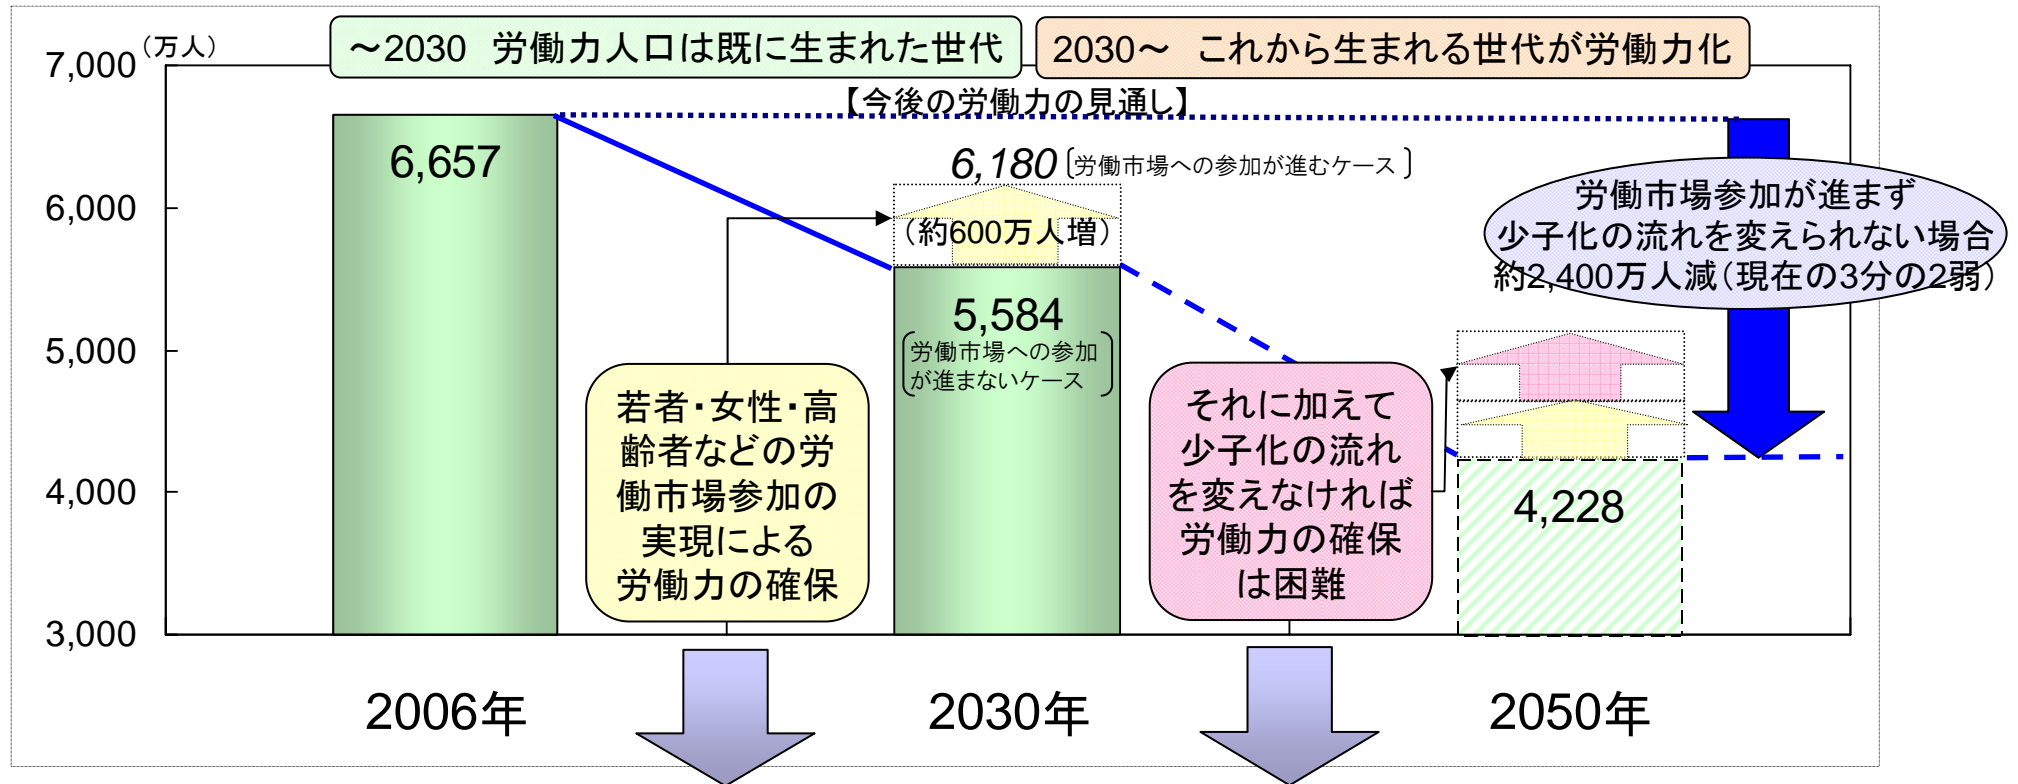 (万人)
～2030　労働力人口は既に生まれた世代
2030～　これから生まれる世代が労働力化
7,000
【今後の労働力の見通し】
6,657
6,180〔労働市場への参加が進むケース〕
労働市場参加が進まず
少子化の流れを変えられない場合
約2,400万人減（現在の3分の2弱）
6,000
（約600万人増）
5,584
〔労働市場への参加
が進まないケース〕
5,000
若者・女性・高
齢者などの労
働市場参加の
実現による
労働力の確保
それに加えて
少子化の流れ
を変えなければ
労働力の確保
は困難
4,000
4,228
3,000
2006年
2030年
2050年